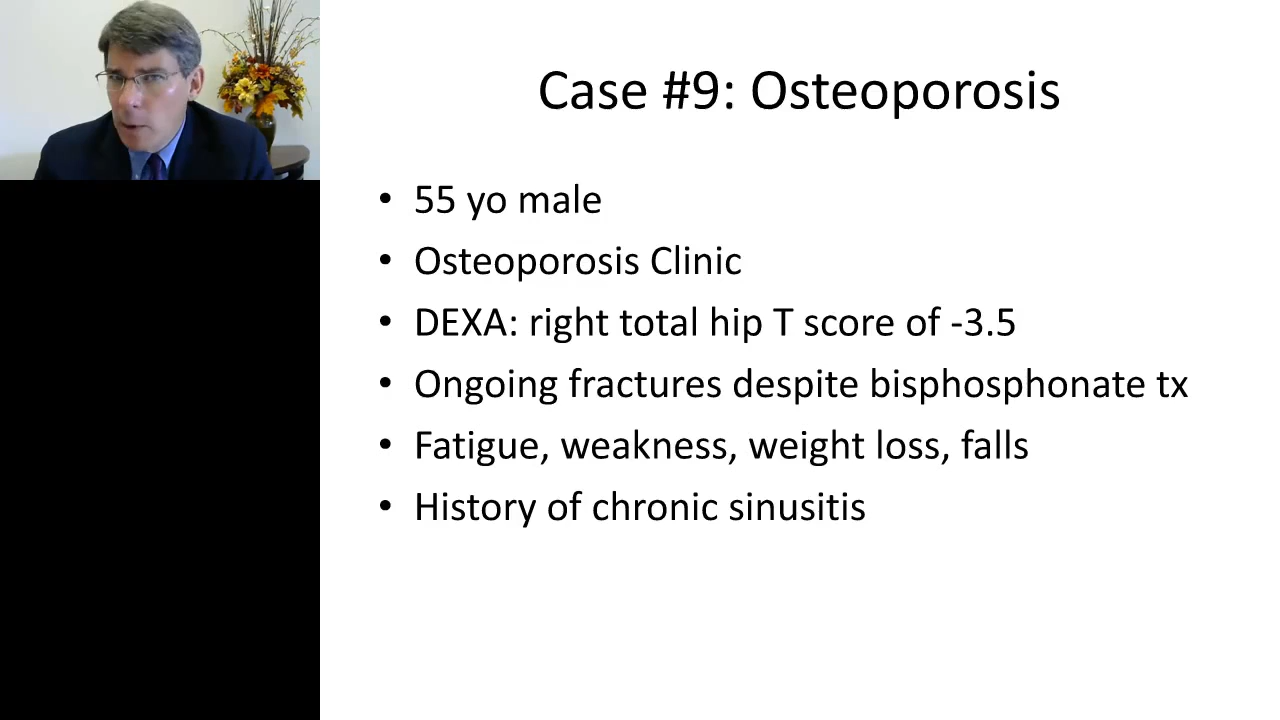 Case #9: Osteoporosis
• 55 yo male
• Osteoporosis Clinic
• DEXA: right total hip T score of -3.5
• Ongoing fractures despite bisphosphonate tx
• Fatigue, weakness, weight loss, falls
• History of chronic sinusitis